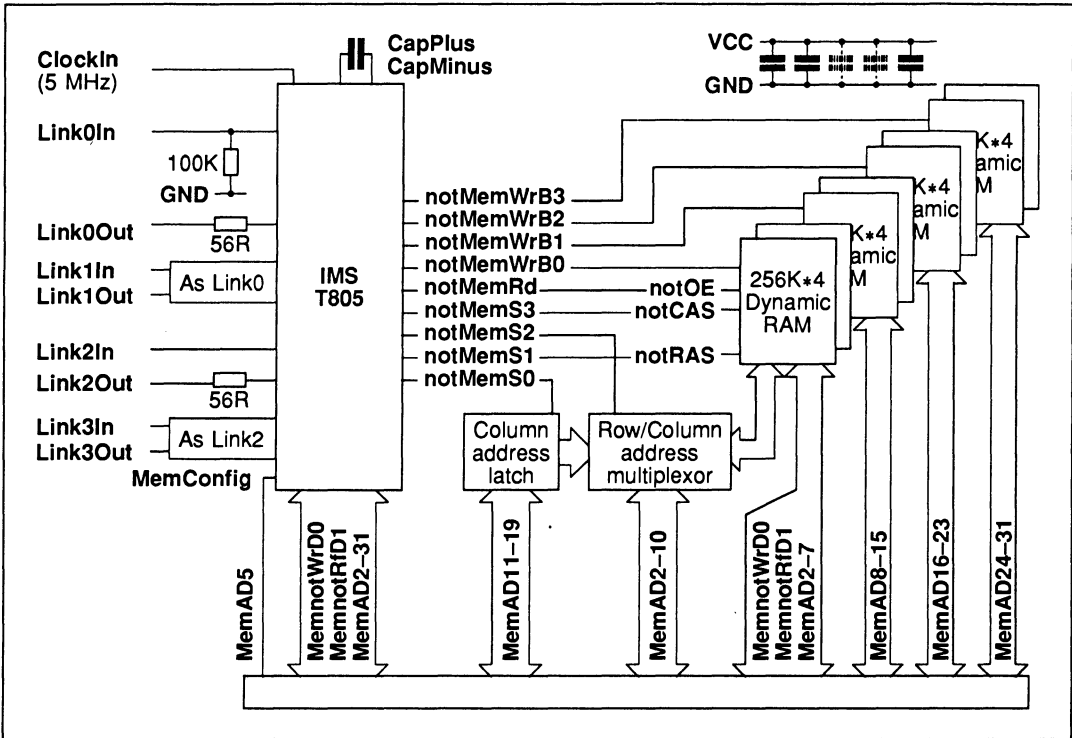 ClockIn
(5 MHz)
CapPlus
CapMinus
VCC
GND
Link0In
100K
GND
Link0Out
56R
Link1In
Link1Out
As Link0
Link2In
Link2Out
56R
Link3In
Link3Out
As Link2
MemConfig
IMS
T805
notMemWrB3
notMemWrB2
notMemWrB1
notMemWrB0
notMemRd
notMemS3
notMemS2
notMemS1
notMemS0
notOE
notCAS
notRAS
256K*4
Dynamic
RAM
K*4
amic
M
K*4
amic
M
K*4
amic
M
Column
address
latch
Row/Column
address
multiplexor
MemAD5
MemnotWrD0
MemnotRfD1
MemAD2–31
MemAD11–19
MemAD2–10
MemnotWrD0
MemnotRfD1
MemAD2–7
MemAD8–15
MemAD16–23
MemAD24–31